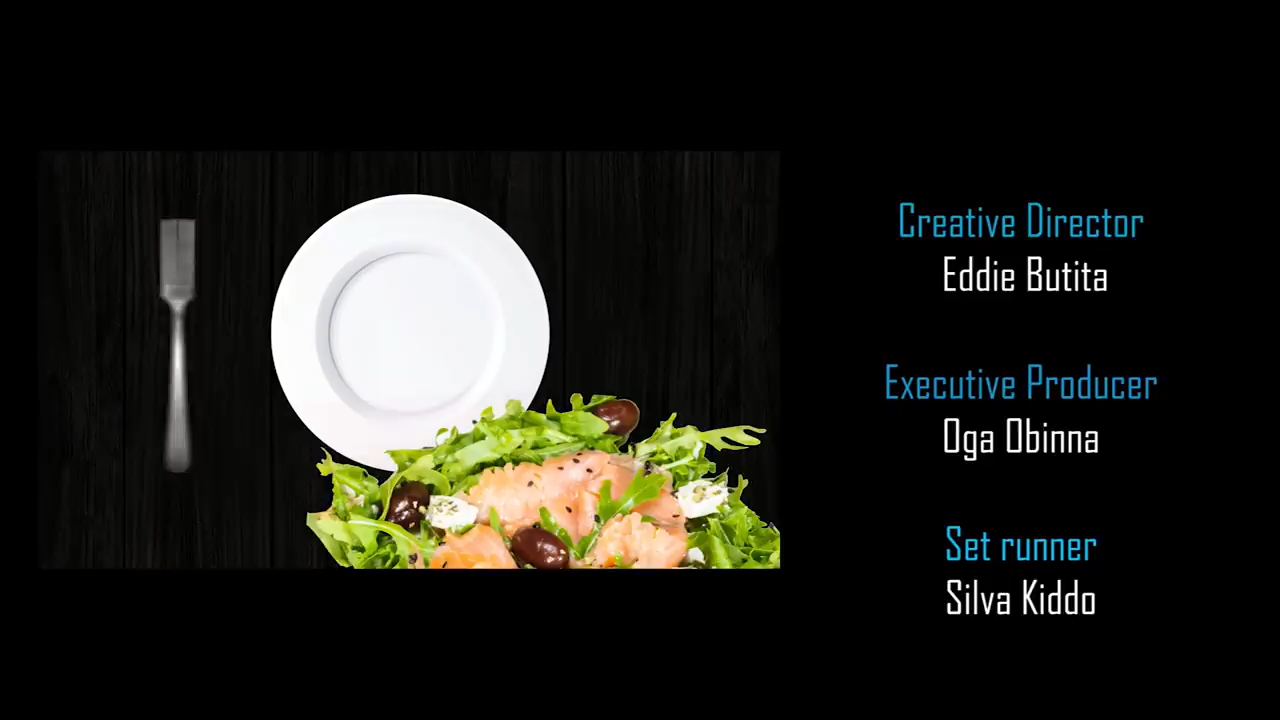 Creative Director
Eddie Butita
Executive Producer
Oga Obinna
Set runner
Silva Kiddo